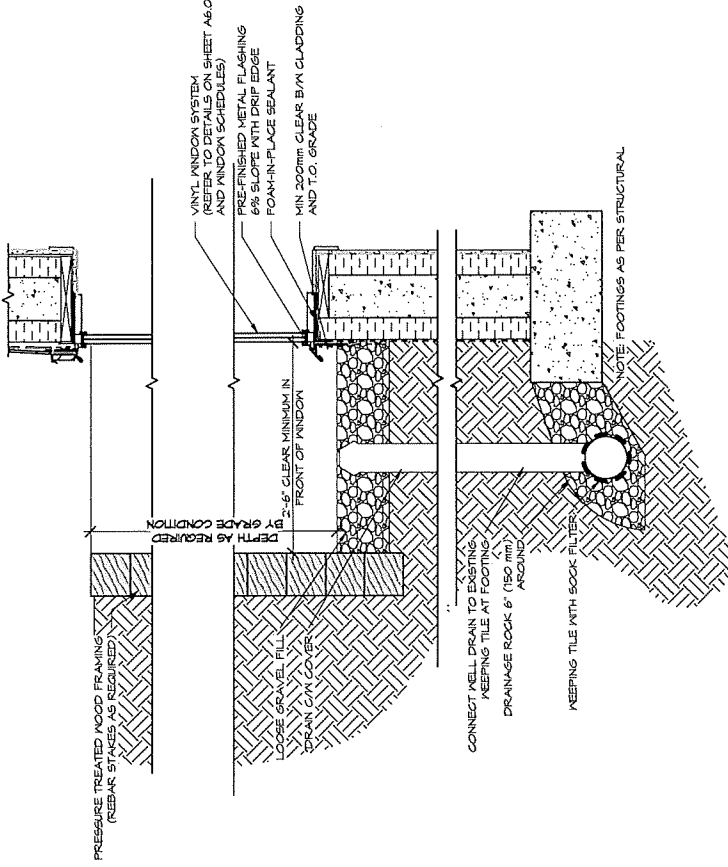 VINYL WINDOW SYSTEM
(REFER TO DETAILS ON SHEET A6.0
AND WINDOW SCHEDULES)
PRE-FINISHED METAL FLASHING
6% SLOPE WITH DRIP EDGE
FOAM-IN-PLACE SEALANT
MIN 200mm CLEAR B/W CLADDING
AND T.O. GRADE
2'-6" CLEAR MINIMUM IN
FRONT OF WINDOW
DEPTH AS REQUIRED
BY GRADE CONDITION
PRESSURE TREATED WOOD FRAMING
(REBAR STAKES AS REQUIRED)
LOOSE GRAVEL FILL
DRAIN C/W COVER
CONNECT WELL DRAIN TO EXISTING
WEEPING TILE AT FOOTING
DRAINAGE ROCK 6" (150 mm)
AROUND
WEEPING TILE WITH SOCK FILTER
NOTE: FOOTINGS AS PER STRUCTURAL